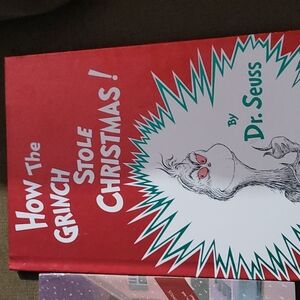 How The
GRINCH
STOLE
CHRISTMAS!
By
Dr. Seuss